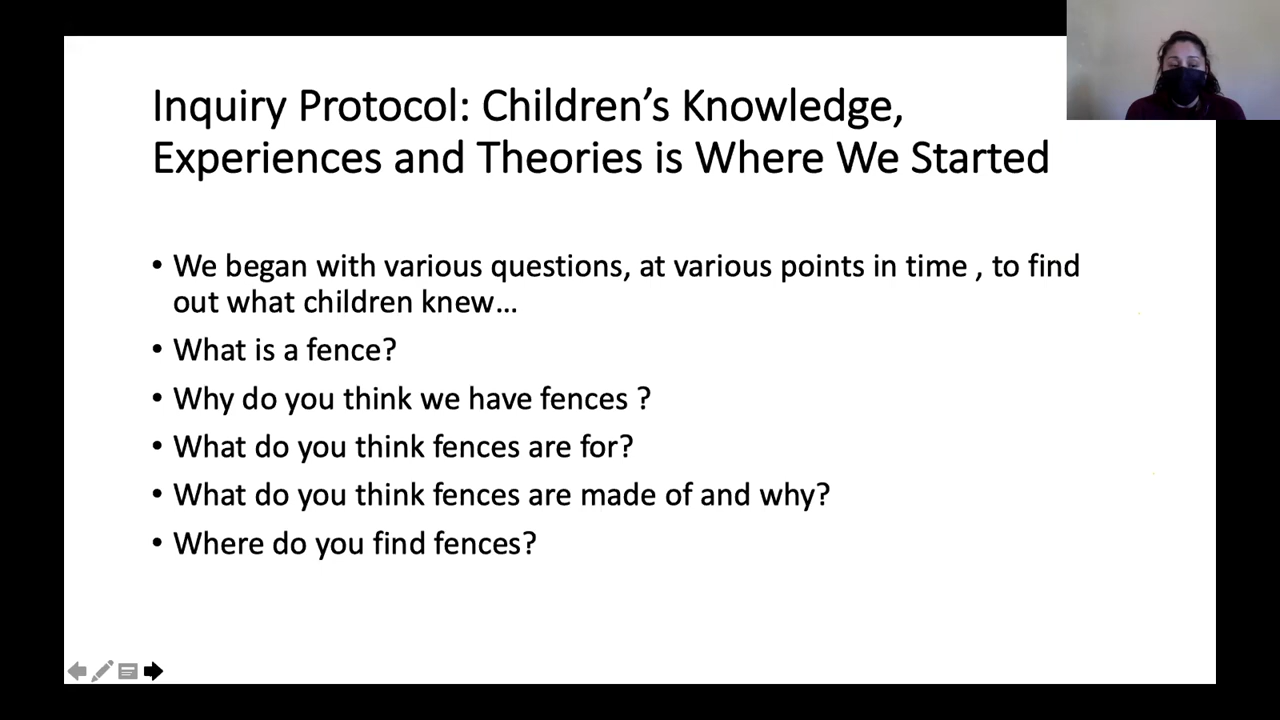 Inquiry Protocol: Children’s Knowledge,
Experiences and Theories is Where We Started
• We began with various questions, at various points in time , to find
out what children knew…
• What is a fence?
• Why do you think we have fences ?
• What do you think fences are for?
• What do you think fences are made of and why?
• Where do you find fences?